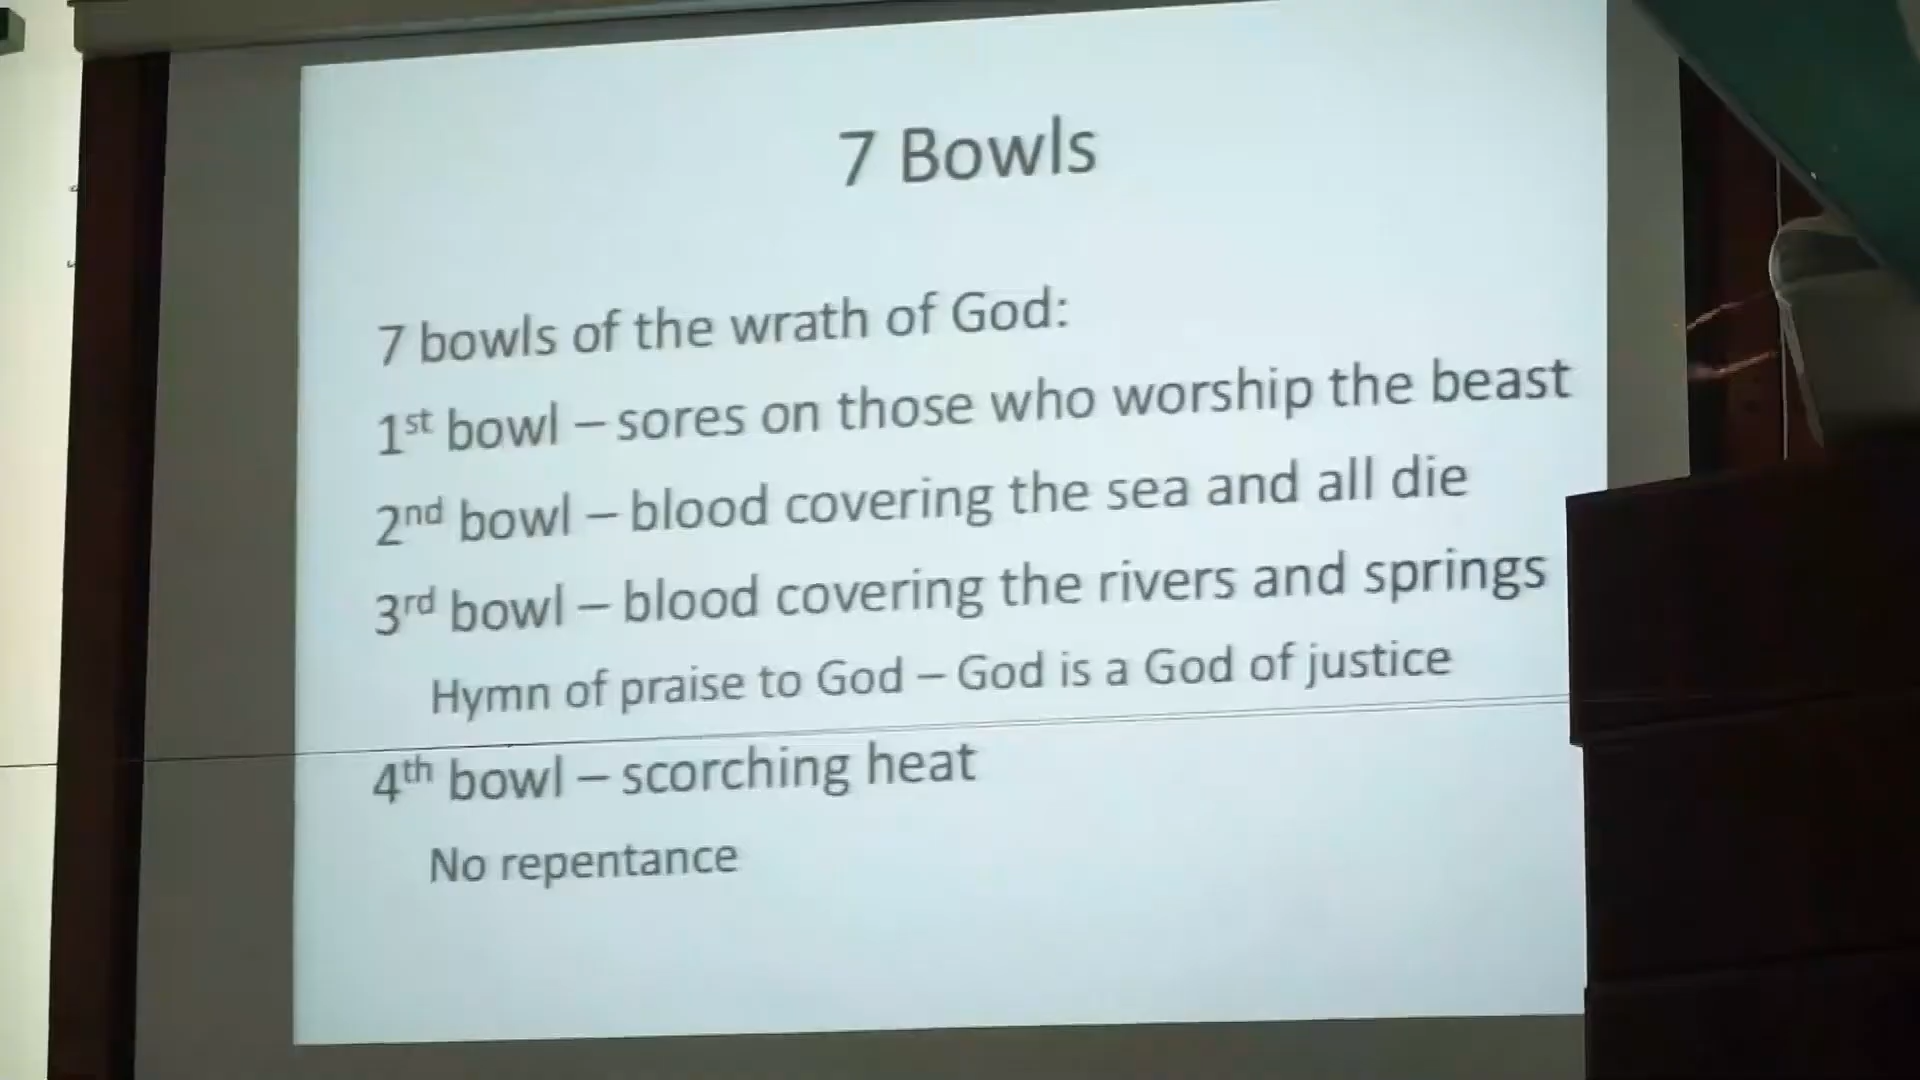 7 Bowls
7 bowls of the wrath of God:
1st bowl – sores on those who worship the beast
2nd bowl – blood covering the sea and all die
3rd bowl – blood covering the rivers and springs
Hymn of praise to God – God is a God of justice
4th bowl – scorching heat
No repentance